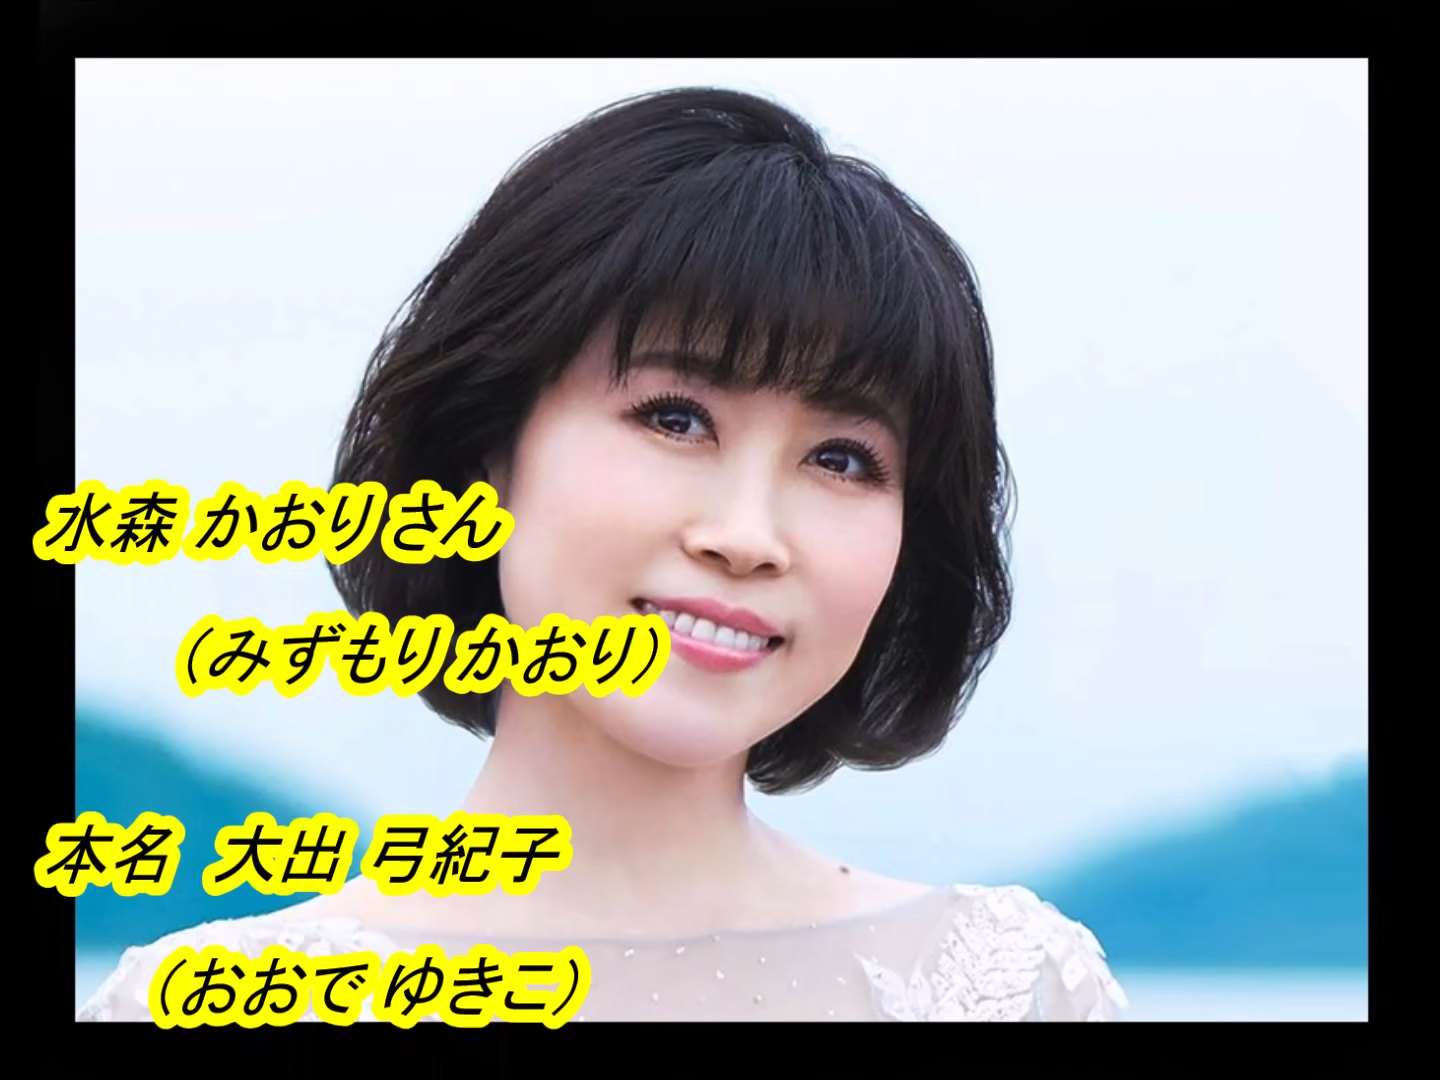 水森 かおりさん
（みずもり かおり）
本名 大出 弓紀子
（おおで ゆきこ）